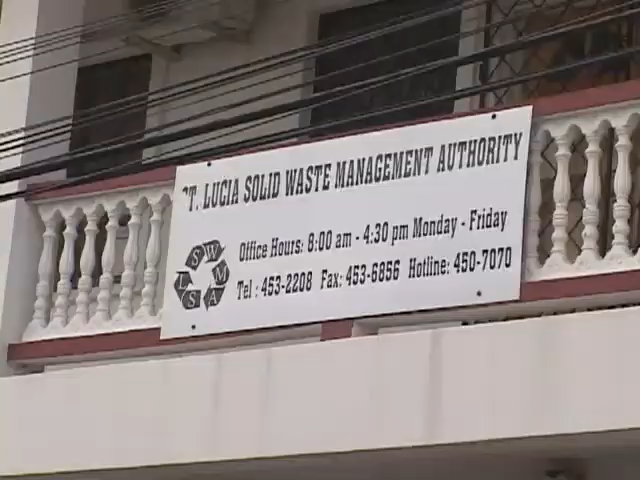 T. LUCIA SOLID WASTE MANAGEMENT AUTHORITY
Office Hours: 8:00 am - 4:30 pm Monday - Friday
Tel : 453-2208 Fax: 453-6856 Hotline: 450-7070
S W M A S L